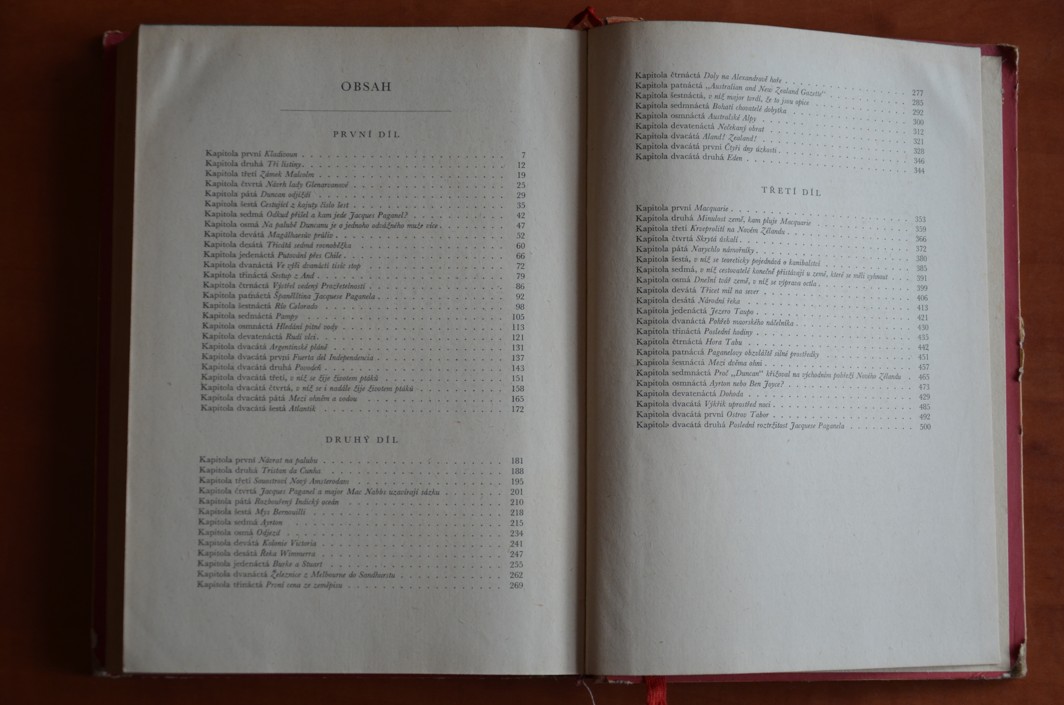 OBSAH
PRVNÍ DÍL
Kapitola první Kladivoun 7
Kapitola druhá Tři listiny 12
Kapitola třetí Zámek Malcolm 19
Kapitola čtvrtá Návrh lady Glenarvanové 25
Kapitola pátá Duncan odjíždí 29
Kapitola šestá Cestující z kajuty číslo šest 35
Kapitola sedmá Odkud přišel a kam jede Jacques Paganel? 42
Kapitola osmá Na palubě Duncanu je o jednoho odvážného muže více 47
Kapitola devátá Magalhaesův průliv 52
Kapitola desátá Třicátá sedmá rovnoběžka 60
Kapitola jedenáctá Putování přes Chile 66
Kapitola dvanáctá Ve výši dvanácti tisíc stop 72
Kapitola třináctá Sestup z And 79
Kapitola čtrnáctá Výstřel vedený Prozřetelností 86
Kapitola patnáctá Španělština Jacquese Paganela 92
Kapitola šestnáctá Río Colorado 98
Kapitola sedmnáctá Pampy 105
Kapitola osmnáctá Hledání pitné vody 113
Kapitola devatenáctá Rudí vlci 121
Kapitola dvacátá Argentinské pláně 131
Kapitola dvacátá první Fuerte del Independencia 137
Kapitola dvacátá druhá Povodeň 143
Kapitola dvacátá třetí, v níž se žije životem ptáků 151
Kapitola dvacátá čtvrtá, v níž se i nadále žije životem ptáků 158
Kapitola dvacátá pátá Mezi ohněm a vodou 165
Kapitola dvacátá šestá Atlantik 172
DRUHÝ DÍL
Kapitola první Návrat na palubu 181
Kapitola druhá Tristan da Cunha 188
Kapitola třetí Souostroví Nový Amsterodam 195
Kapitola čtvrtá Jacques Paganel a major Mac Nabbs uzavírají sázku 201
Kapitola pátá Rozbouřený Indický oceán 210
Kapitola šestá Mys Bernouilli 218
Kapitola sedmá Ayrton 215
Kapitola osmá Odjezd 234
Kapitola devátá Kolonie Victoria 241
Kapitola desátá Řeka Wimmerra 247
Kapitola jedenáctá Burke a Stuart 255
Kapitola dvanáctá Železnice z Melbourne do Sandhurstu 262
Kapitola třináctá První cena ze zeměpisu 269
Kapitola čtrnáctá Doly na Alexandrově hoře 277
Kapitola patnáctá „Australian and New Zealand Gazette“ 285
Kapitola šestnáctá, v níž major tvrdí, že to jsou opice 292
Kapitola sedmnáctá Bohatí chovatelé dobytka 300
Kapitola osmnáctá Australské Alpy 312
Kapitola devatenáctá Nečekaný obrat 321
Kapitola dvacátá Aland? Zealand? 328
Kapitola dvacátá první Čtyři dny úzkosti 346
Kapitola dvacátá druhá Eden 344
TŘETÍ DÍL
Kapitola první Macquarie 353
Kapitola druhá Minulost země, kam pluje Macquarie 359
Kapitola třetí Krveprolití na Novém Zélandu 366
Kapitola čtvrtá Skrytá úskalí 372
Kapitola pátá Narychlo námořníky 380
Kapitola šestá, v níž se teoreticky pojednává o kanibalství 385
Kapitola sedmá, v níž cestovatelé konečně přistávají u země, které se měli vyhnout 391
Kapitola osmá Dnešní tvář země, v níž se výprava octla 399
Kapitola devátá Třicet mil na sever 406
Kapitola desátá Národní řeka 413
Kapitola jedenáctá Jezero Taupo 421
Kapitola dvanáctá Pohřeb maorského náčelníka 430
Kapitola třináctá Poslední hodiny 435
Kapitola čtrnáctá Hora Tabu 442
Kapitola patnáctá Paganelovy obzvláště silné prostředky 451
Kapitola šestnáctá Mezi dvěma ohni 457
Kapitola sedmnáctá Proč „Duncan“ křižoval na východním pobřeží Nového Zélandu 465
Kapitola osmnáctá Ayrton nebo Ben Joyce? 471
Kapitola devatenáctá Dohoda 429
Kapitola dvacátá Výkřik uprostřed noci 485
Kapitola dvacátá první Ostrov Tabor 492
Kapitola dvacátá druhá Poslední roztržitost Jacquese Paganela 500